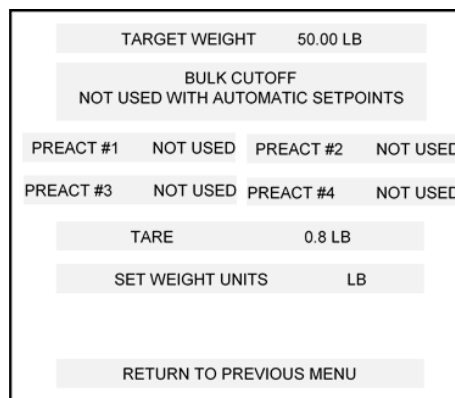 TARGET WEIGHT 50.00 LB
BULK CUTOFF
NOT USED WITH AUTOMATIC SETPOINTS
PREACT #1 NOT USED PREACT #2 NOT USED
PREACT #3 NOT USED PREACT #4 NOT USED
TARE 0.8 LB
SET WEIGHT UNITS LB
RETURN TO PREVIOUS MENU